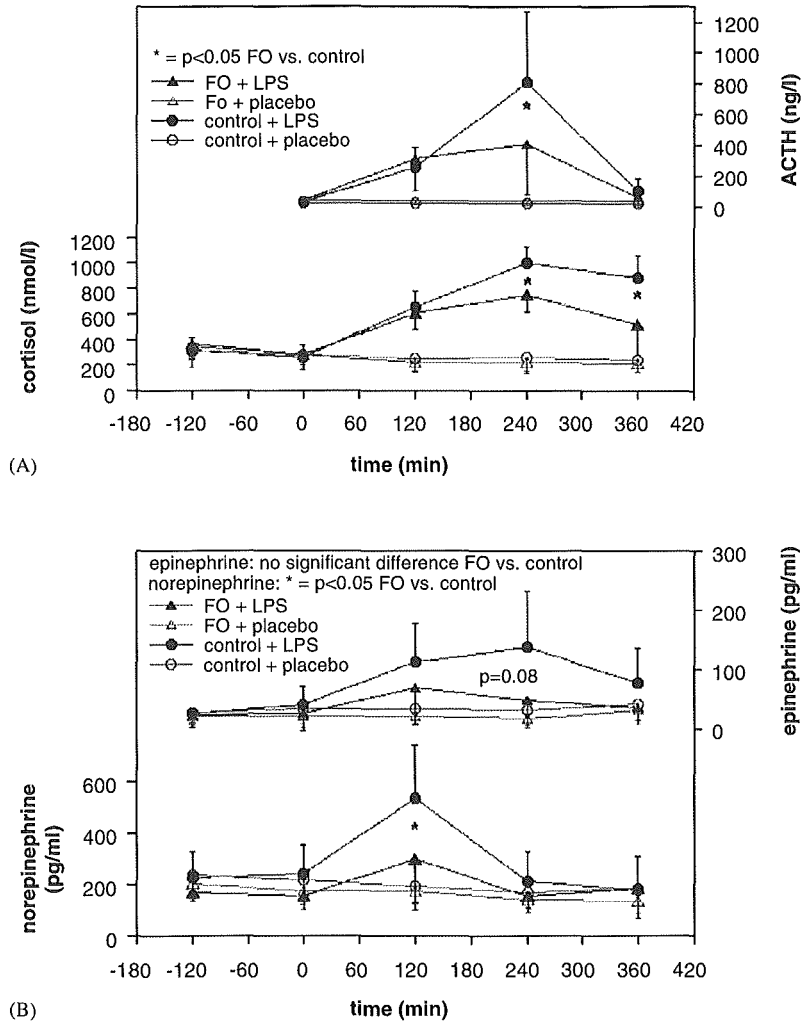 * = p<0.05 FO vs. control
FO + LPS
Fo + placebo
control + LPS
control + placebo
1200
1000
800
600
400
200
0
ACTH (ng/l)
1200
1000
800
600
400
200
0
cortisol (nmol/l)
*
*
*
-180 -120 -60 0 60 120 180 240 300 360 420
time (min)
(A)
epinephrine: no significant difference FO vs. control
norepinephrine: * = p<0.05 FO vs. control
FO + LPS
FO + placebo
control + LPS
control + placebo
p=0.08
300
200
100
0
epinephrine (pg/ml)
600
400
200
0
norepinephrine
(pg/ml)
*
-180 -120 -60 0 60 120 180 240 300 360 420
time (min)
(B)